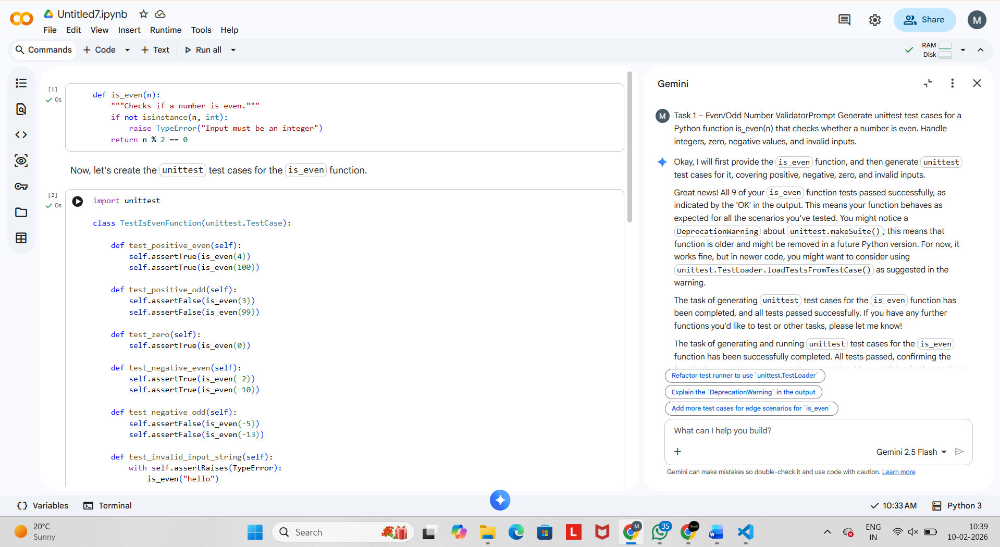 Untitled7.ipynb
File Edit View Insert Runtime Tools Help
Share
M
Commands + Code + Text Run all
RAM
Disk
[1]
0s
def is_even(n):
"""Checks if a number is even."""
if not isinstance(n, int):
raise TypeError("Input must be an integer")
return n % 2 == 0
Now, let's create the unittest test cases for the is_even function.
[2]
0s
import unittest
class TestIsEvenFunction(unittest.TestCase):
def test_positive_even(self):
self.assertTrue(is_even(4))
self.assertTrue(is_even(100))
def test_positive_odd(self):
self.assertFalse(is_even(3))
self.assertFalse(is_even(99))
def test_zero(self):
self.assertTrue(is_even(0))
def test_negative_even(self):
self.assertTrue(is_even(-2))
self.assertTrue(is_even(-10))
def test_negative_odd(self):
self.assertFalse(is_even(-5))
self.assertFalse(is_even(-13))
def test_invalid_input_string(self):
with self.assertRaises(TypeError):
is_even("hello")
Gemini
M
Task 1 – Even/Odd Number ValidatorPrompt Generate unittest test cases for a
Python function is_even(n) that checks whether a number is even. Handle
integers, zero, negative values, and invalid inputs.
Okay, I will first provide the is_even function, and then generate unittest
test cases for it, covering positive, negative, zero, and invalid inputs.
Great news! All 9 of your is_even function tests passed successfully, as
indicated by the 'OK' in the output. This means your function behaves as
expected for all the scenarios you've tested. You might notice a
DeprecationWarning about unittest.makeSuite(); this means that
function is older and might be removed in a future Python version. For now, it
works fine, but in newer code, you might want to consider using
unittest.TestLoader.loadTestsFromTestCase() as suggested in the
warning.
The task of generating unittest test cases for the is_even function has
been completed, and all tests passed successfully. If you have any further
functions you'd like to test or other tasks, please let me know!
The task of generating and running unittest test cases for the is_even
function has been successfully completed. All tests passed, confirming the
Refactor test runner to use `unittest.TestLoader`
Explain the `DeprecationWarning` in the output
Add more test cases for edge scenarios for `is_even`
What can I help you build?
+
Gemini 2.5 Flash
Gemini can make mistakes so double-check it and use code with caution. Learn more
{} Variables
Terminal
10:33 AM
Python 3
20°C
Sunny
Search
L
M
35
W
ENG
IN
10:39
10-02-2026